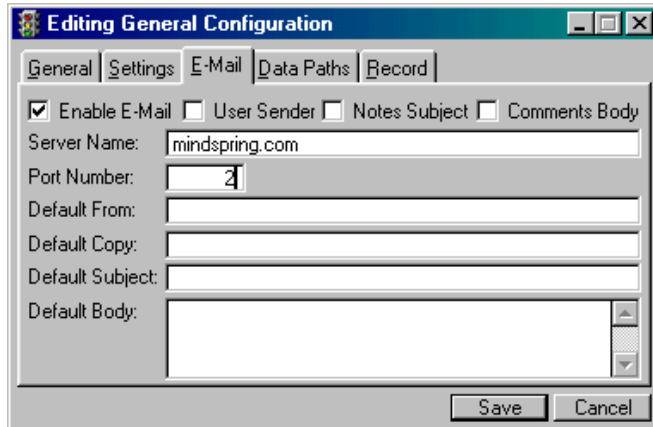 Editing General Configuration
General Settings E-Mail Data Paths Record
Enable E-Mail User Sender Notes Subject Comments Body
Server Name: mindspring.com
Port Number: 2
Default From:
Default Copy:
Default Subject:
Default Body:
Save Cancel